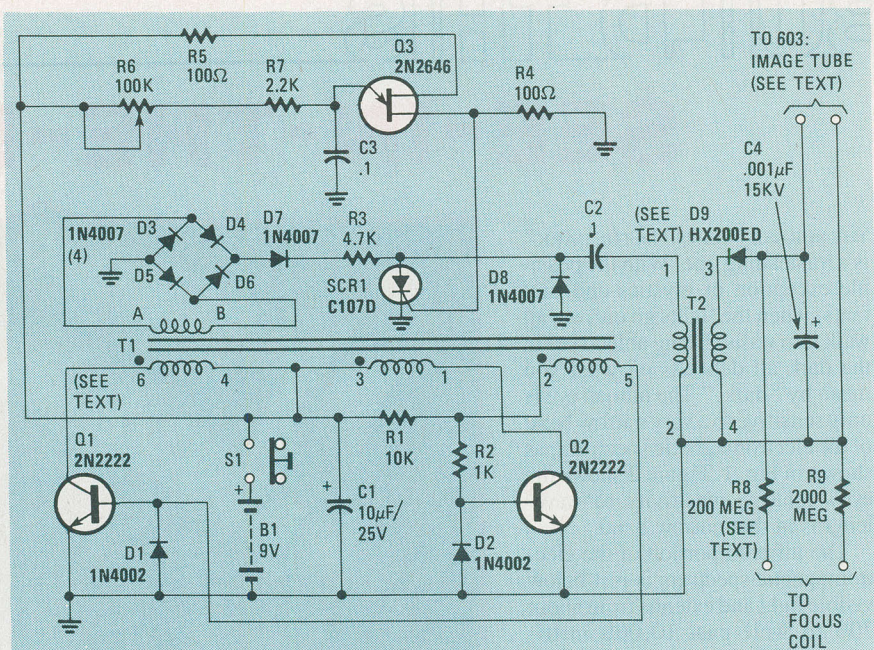 R5
100Ω
Q3
2N2646
TO 603:
IMAGE TUBE
(SEE TEXT)
R6
100K
R7
2.2K
R4
100Ω
C3
.1
C4
.001µF
15KV
1N4007
(4)
D3
D4
D5
D6
D7
1N4007
R3
4.7K
SCR1
C107D
D8
1N4007
C2
.1
(SEE
TEXT)
D9
HX200ED
1
3
T2
2
4
A
B
T1
6
4
3
1
2
5
(SEE
TEXT)
Q1
2N2222
S1
+
B1
9V
+
C1
10µF/
25V
R1
10K
R2
1K
Q2
2N2222
D1
1N4002
D2
1N4002
+
R8
200 MEG
(SEE
TEXT)
R9
2000
MEG
TO
FOCUS
COIL